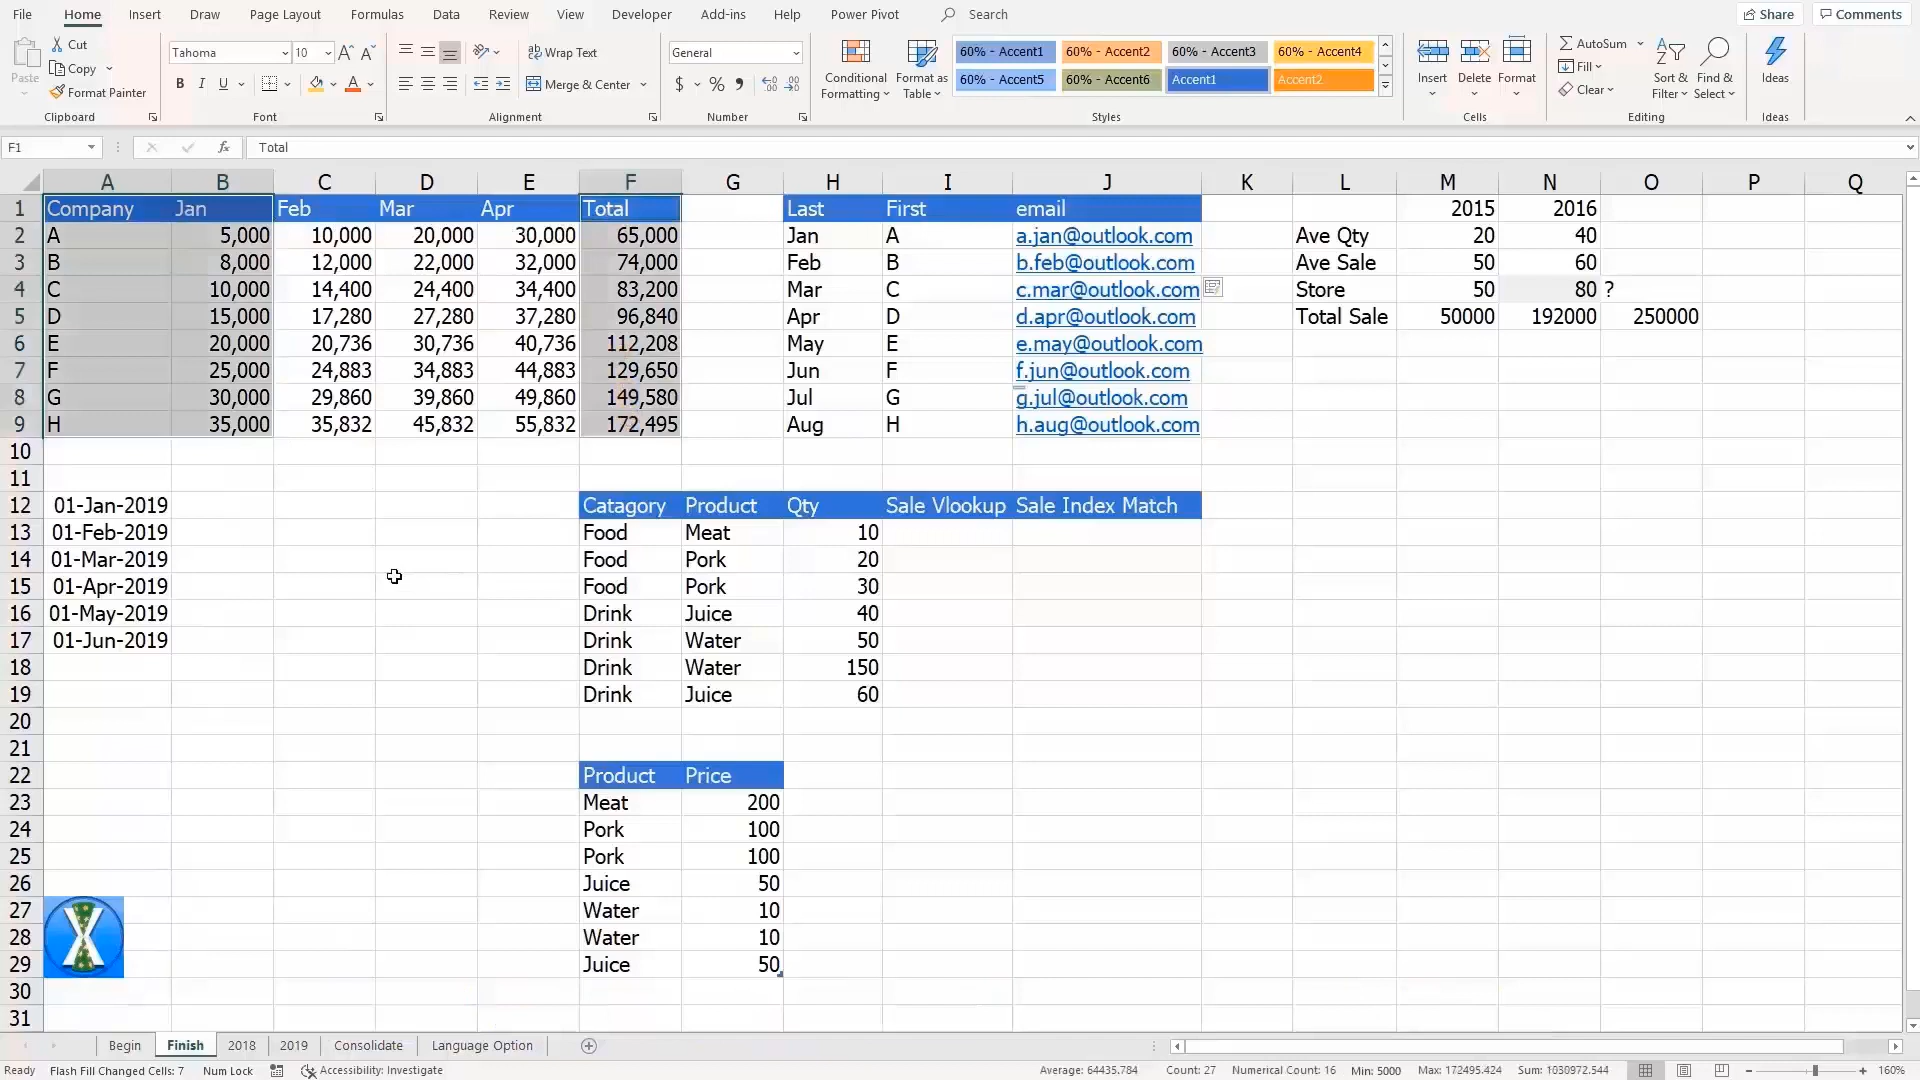 File Home Insert Draw Page Layout Formulas Data Review View Developer Add-ins Help Power Pivot Search Share Comments
Paste Cut Copy Format Painter Clipboard
Tahoma 10 A A B I U A Font
Wrap Text Merge & Center Alignment
General $ % Number
Conditional Formatting Format as Table
60% - Accent1 60% - Accent2 60% - Accent3 60% - Accent4
60% - Accent5 60% - Accent6 Accent1 Accent2
Styles
Insert Delete Format Cells
AutoSum Fill Clear Sort & Filter Find & Select Editing
Ideas Ideas
F1 fx Total
A B C D E F G H I J K L M N O P Q
1 Company Jan Feb Mar Apr Total Last First email 2015 2016
2 A 5,000 10,000 20,000 30,000 65,000 Jan A a.jan@outlook.com Ave Qty 20 40
3 B 8,000 12,000 22,000 32,000 74,000 Feb B b.feb@outlook.com Ave Sale 50 60
4 C 10,000 14,400 24,400 34,400 83,200 Mar C c.mar@outlook.com Store 50 80 ?
5 D 15,000 17,280 27,280 37,280 96,840 Apr D d.apr@outlook.com Total Sale 50000 192000 250000
6 E 20,000 20,736 30,736 40,736 112,208 May E e.may@outlook.com
7 F 25,000 24,883 34,883 44,883 129,650 Jun F f.jun@outlook.com
8 G 30,000 29,860 39,860 49,860 149,580 Jul G g.jul@outlook.com
9 H 35,000 35,832 45,832 55,832 172,495 Aug H h.aug@outlook.com
10
11
12 01-Jan-2019 Catagory Product Qty Sale Vlookup Sale Index Match
13 01-Feb-2019 Food Meat 10
14 01-Mar-2019 Food Pork 20
15 01-Apr-2019 Food Pork 30
16 01-May-2019 Drink Juice 40
17 01-Jun-2019 Drink Water 50
18 Drink Water 150
19 Drink Juice 60
20
21
22 Product Price
23 Meat 200
24 Pork 100
25 Pork 100
26 Juice 50
27 Water 10
28 Water 10
29 Juice 50
30
31
X
Begin Finish 2018 2019 Consolidate Language Option
Ready Flash Fill Changed Cells: 7 Num Lock Accessibility: Investigate Average: 64435.784 Count: 27 Numerical Count: 16 Min: 5000 Max: 172495.424 Sum: 1030972.544 160%